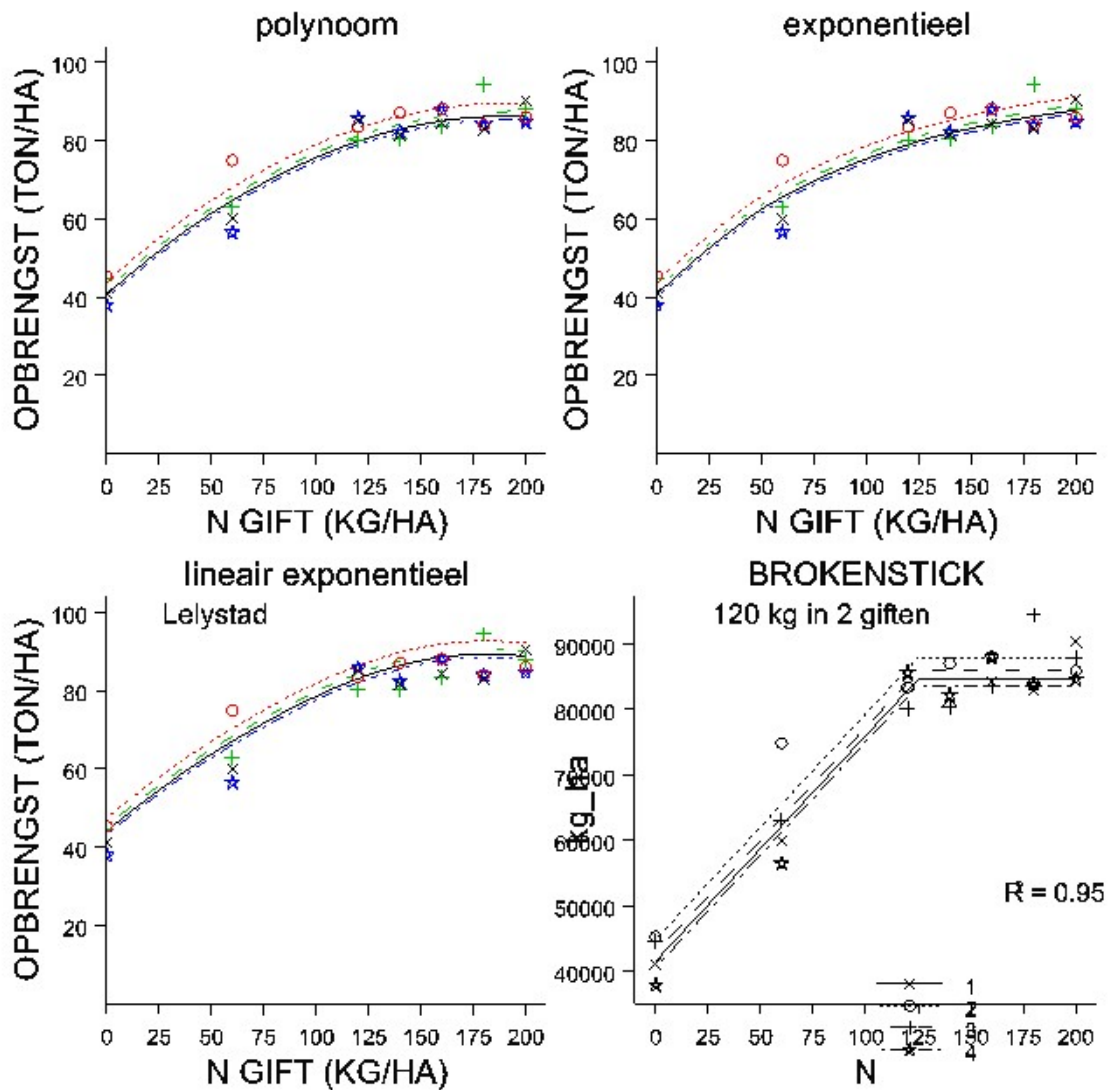 polynoom
OPBRENGST (TON/HA)
100
80
60
40
20
0 25 50 75 100 125 150 175 200
N GIFT (KG/HA)
exponentieel
OPBRENGST (TON/HA)
100
80
60
40
20
0 25 50 75 100 125 150 175 200
N GIFT (KG/HA)
lineair exponentieel
Lelystad
OPBRENGST (TON/HA)
100
80
60
40
20
0 25 50 75 100 125 150 175 200
N GIFT (KG/HA)
BROKENSTICK
120 kg in 2 giften
kg_ha
90000
80000
70000
60000
50000
40000
R² = 0.95
0 25 50 75 100 125 150 175 200
N
1
2
3
4